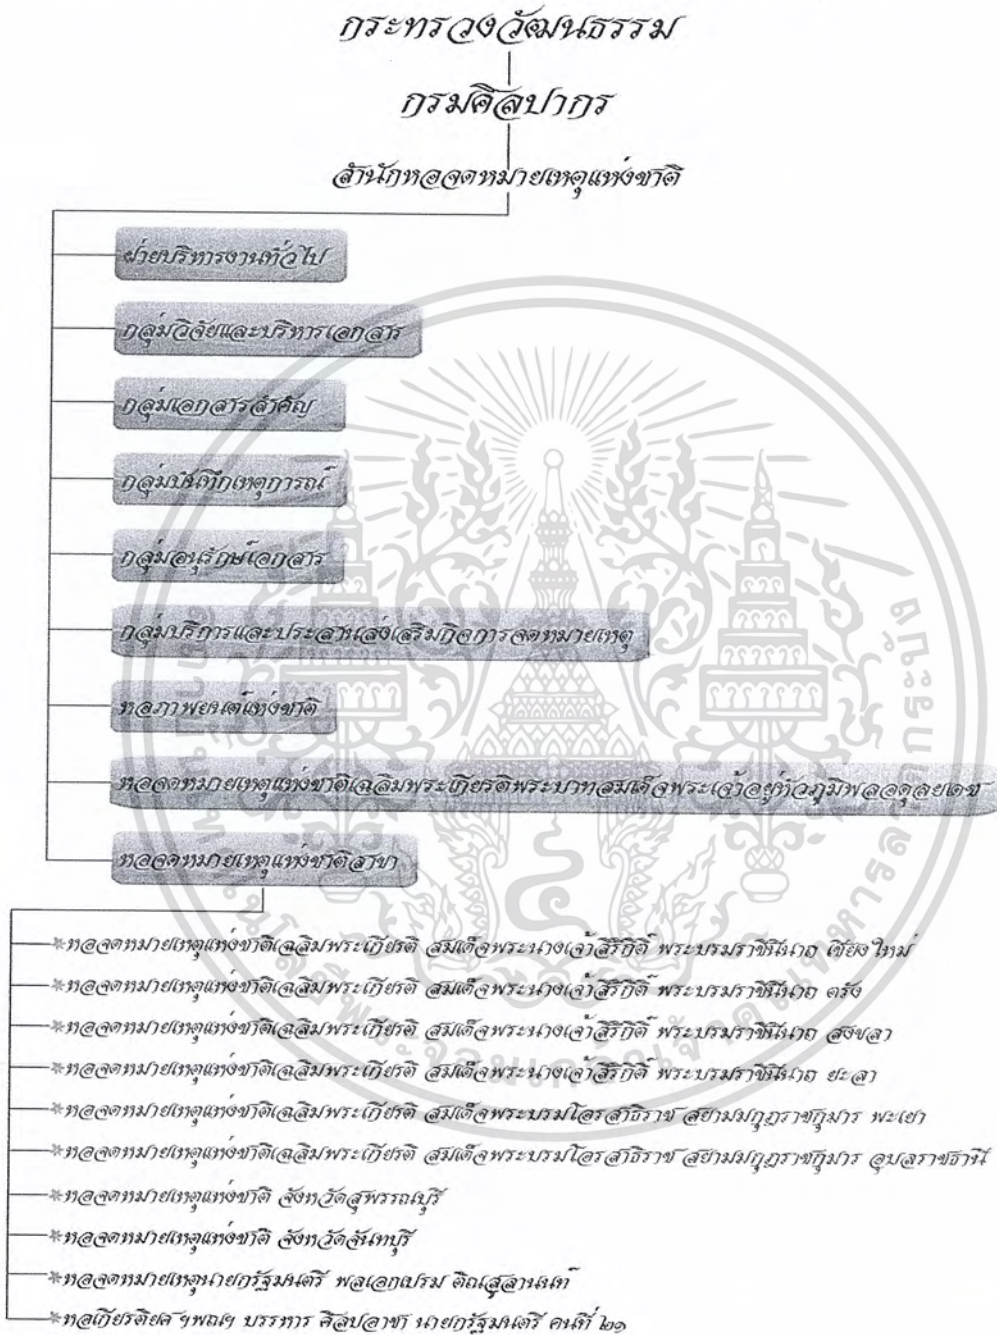 กระทรวงวัฒนธรรม
กรมศิลปากร
สำนักหอจดหมายเหตุแห่งชาติ
ฝ่ายบริหารงานทั่วไป
กลุ่มวิจัยและบริหารเอกสาร
กลุ่มเอกสารสำคัญ
กลุ่มบันทึกเหตุการณ์
กลุ่มอนุรักษ์เอกสาร
กลุ่มบริการและประสานส่งเสริมกิจการจดหมายเหตุ
หอภาพยนต์แห่งชาติ
หอจดหมายเหตุแห่งชาติเฉลิมพระเกียรติพระบาทสมเด็จพระเจ้าอยู่หัวภูมิพลอดุลยเดช
หอจดหมายเหตุแห่งชาติสาขา
*หอจดหมายเหตุแห่งชาติเฉลิมพระเกียรติ สมเด็จพระนางเจ้าสิริกิติ์ พระบรมราชินีนาถ เชียงใหม่
*หอจดหมายเหตุแห่งชาติเฉลิมพระเกียรติ สมเด็จพระนางเจ้าสิริกิติ์ พระบรมราชินีนาถ ตรัง
*หอจดหมายเหตุแห่งชาติเฉลิมพระเกียรติ สมเด็จพระนางเจ้าสิริกิติ์ พระบรมราชินีนาถ สงขลา
*หอจดหมายเหตุแห่งชาติเฉลิมพระเกียรติ สมเด็จพระนางเจ้าสิริกิติ์ พระบรมราชินีนาถ ยะลา
*หอจดหมายเหตุแห่งชาติเฉลิมพระเกียรติ สมเด็จพระบรมโอรสาธิราช สยามมกุฎราชกุมาร พะเยา
*หอจดหมายเหตุแห่งชาติเฉลิมพระเกียรติ สมเด็จพระบรมโอรสาธิราช สยามมกุฎราชกุมาร อุบลราชธานี
*หอจดหมายเหตุแห่งชาติ จังหวัดสุพรรณบุรี
*หอจดหมายเหตุแห่งชาติ จังหวัดจันทบุรี
*หอจดหมายเหตุนายกรัฐมนตรี พลเอกเปรม ติณสูลานนท์
*หอเกียรติยศ ฯพณฯ บรรหาร ศิลปอาชา นายกรัฐมนตรี คนที่ ๒๑
สถาบันเทคโนโลยีพระจอมเกล้าเจ้าคุณทหารลาดกระบัง